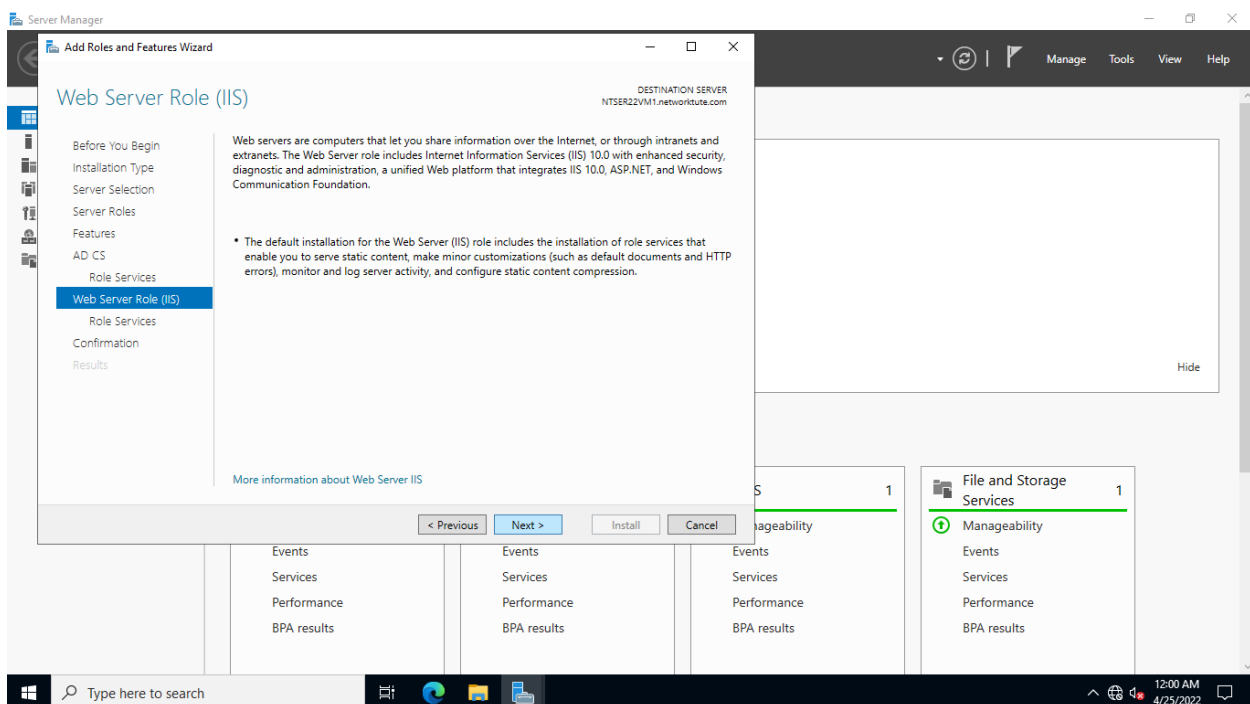 Server Manager
Add Roles and Features Wizard
Manage Tools View Help
Web Server Role (IIS)
DESTINATION SERVER
NTSER22VM1.networktute.com
Before You Begin
Installation Type
Server Selection
Server Roles
Features
AD CS
Role Services
Web Server Role (IIS)
Role Services
Confirmation
Results
Web servers are computers that let you share information over the Internet, or through intranets and
extranets. The Web Server role includes Internet Information Services (IIS) 10.0 with enhanced security,
diagnostic and administration, a unified Web platform that integrates IIS 10.0, ASP.NET, and Windows
Communication Foundation.
• The default installation for the Web Server (IIS) role includes the installation of role services that
enable you to serve static content, make minor customizations (such as default documents and HTTP
errors), monitor and log server activity, and configure static content compression.
More information about Web Server IIS
< Previous Next > Install Cancel
Hide
S 1
nageability
Events
Services
Performance
BPA results
Events
Services
Performance
BPA results
Events
Services
Performance
BPA results
File and Storage
Services 1
Manageability
Events
Services
Performance
BPA results
Type here to search
12:00 AM
4/25/2022